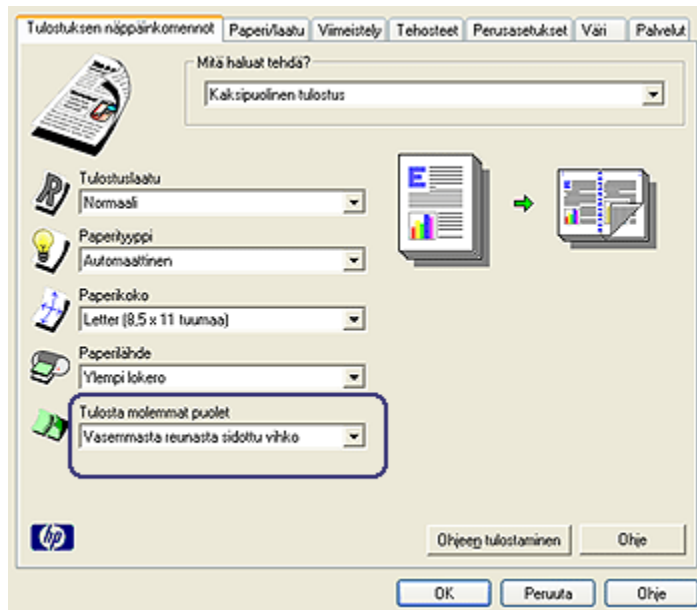 Tulostuksen näppäinkomennot Paperi/laatu Viimeistely Tehosteet Perusasetukset Väri Palvelut
Mitä haluat tehdä?
Kaksipuolinen tulostus
Tulostuslaatu
Normaali
Paperityyppi
Automaattinen
Paperikoko
Letter (8,5 x 11 tuumaa)
Paperilähde
Ylempi lokero
Tulosta molemmat puolet
Vasemmasta reunasta sidottu vihko
hp
Ohjeen tulostaminen Ohje
OK Peruuta Ohje